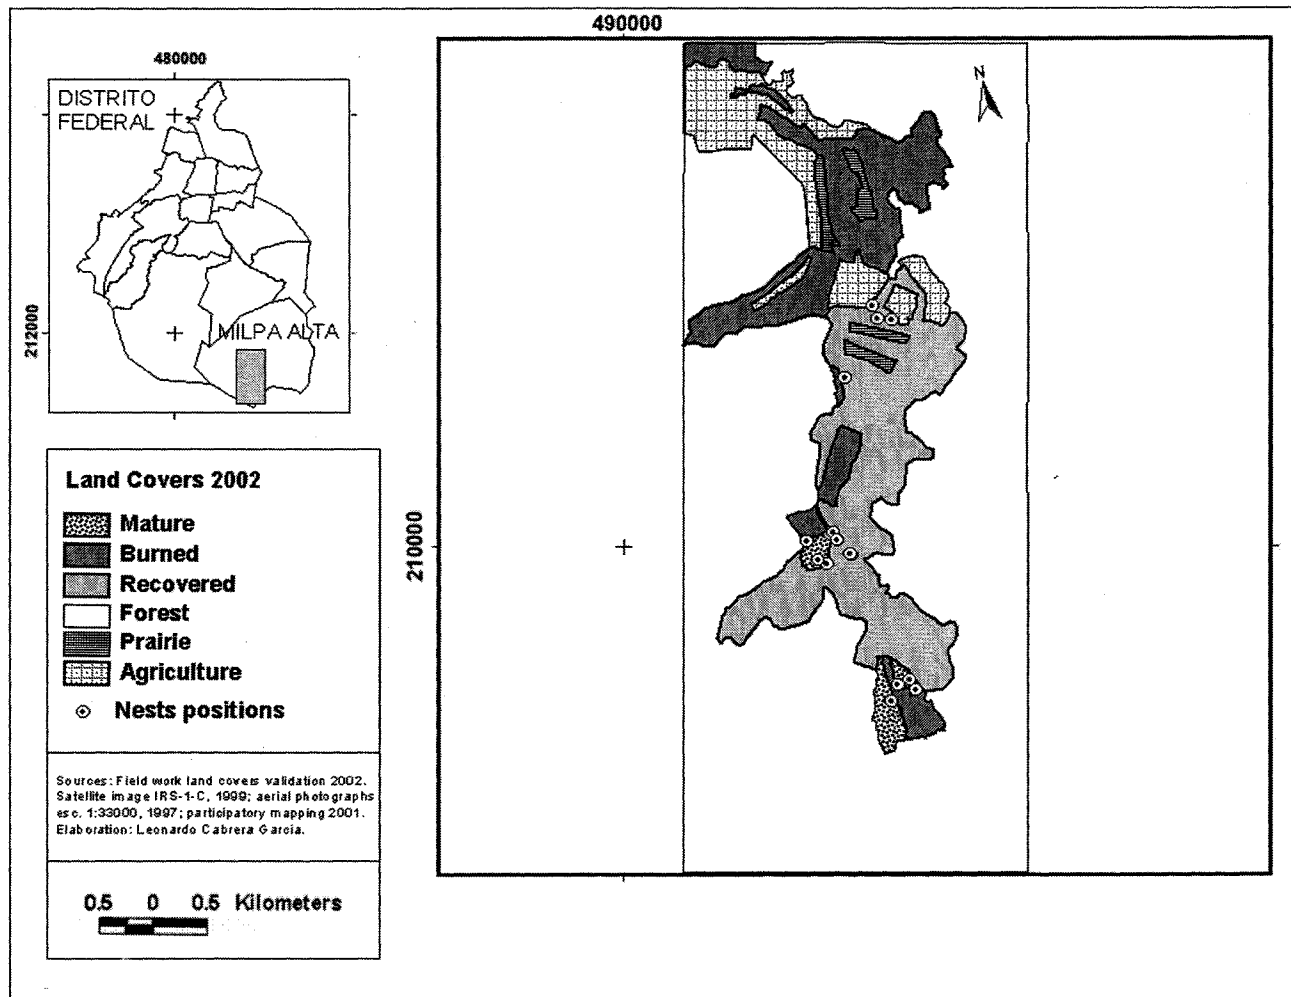 490000
480000
DISTRITO
FEDERAL
N
212000
MILPA ALTA
Land Covers 2002
Mature
Burned
Recovered
Forest
Prairie
Agriculture
Nests positions
210000
Sources: Field work land covers validation 2002.
Satellite image IRS-1-C, 1999; aerial photographs
esc. 1:33000, 1997; participatory mapping 2001.
Elaboration: Leonardo Cabrera Garcia.
0.5 0 0.5 Kilometers